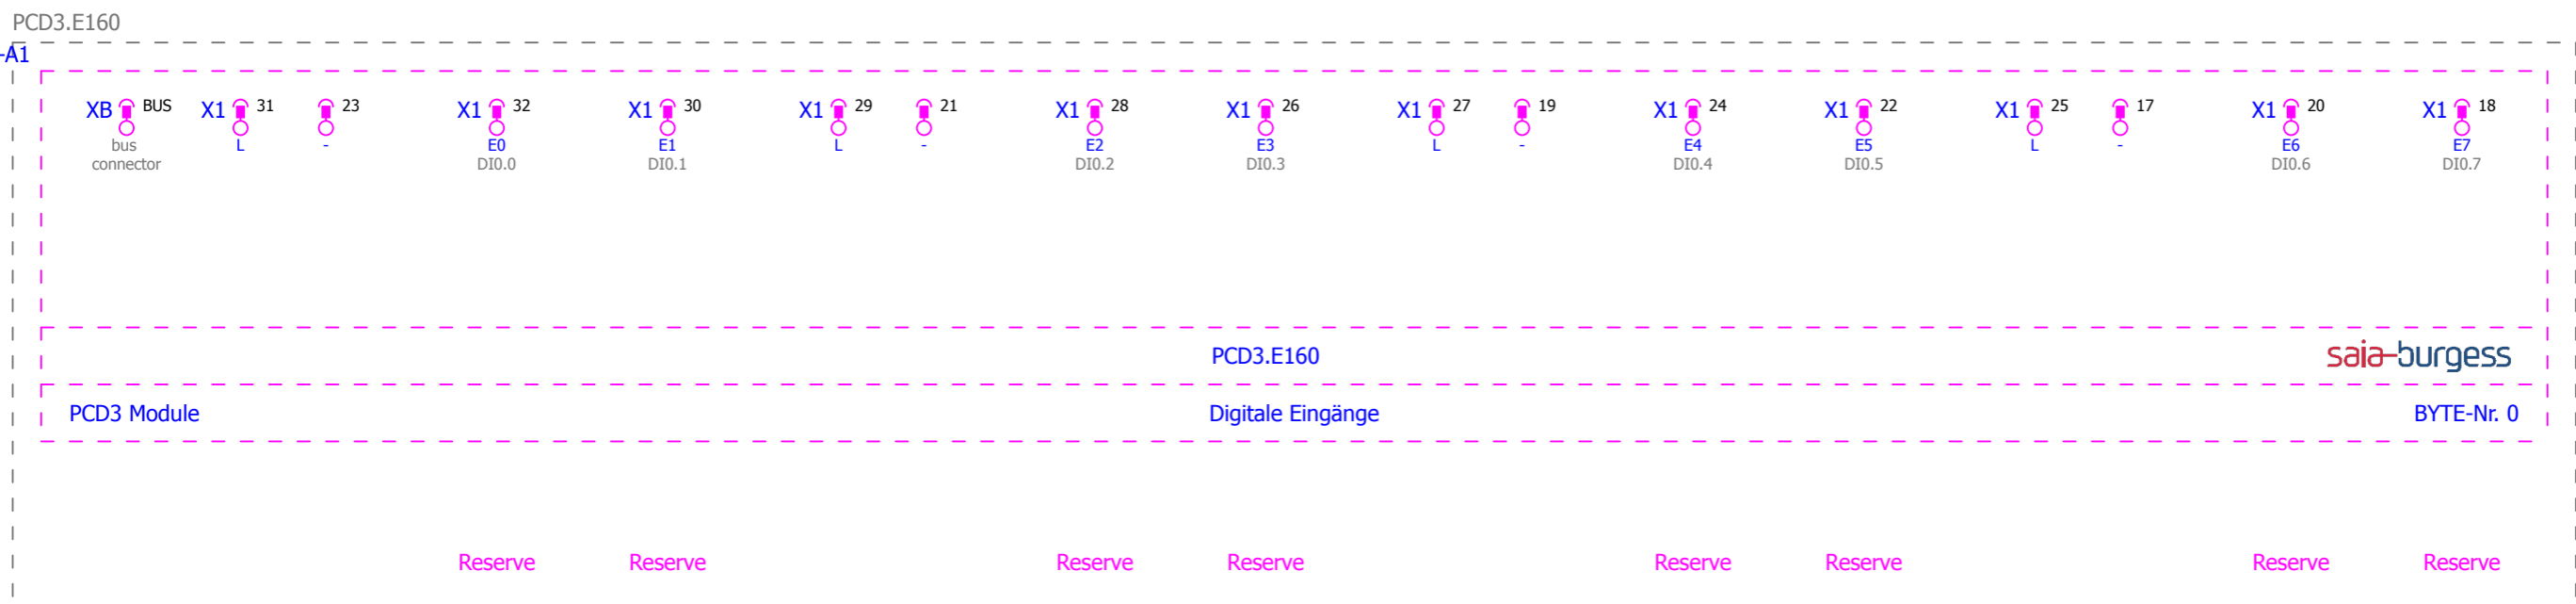 PCD3.E160
-A1
XB BUS X1 31 23 X1 32 X1 30 X1 29 21 X1 28 X1 26 X1 27 19 X1 24 X1 22 X1 25 17 X1 20 X1 18
bus L - E0 E1 L - E2 E3 L - E4 E5 L - E6 E7
connector DI0.0 DI0.1 DI0.2 DI0.3 DI0.4 DI0.5 DI0.6 DI0.7
PCD3.E160 saia-burgess
PCD3 Module Digitale Eingänge BYTE-Nr. 0
Reserve Reserve Reserve Reserve Reserve Reserve Reserve Reserve